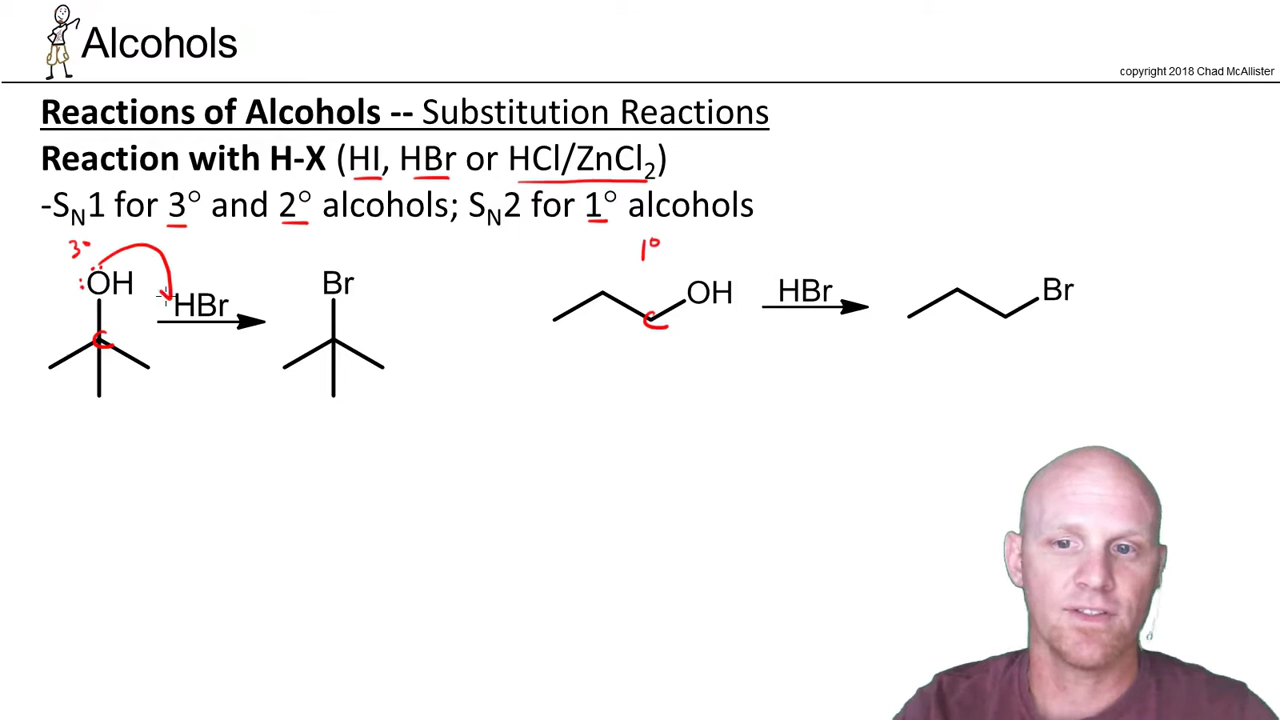 Alcohols
copyright 2018 Chad McAllister
Reactions of Alcohols -- Substitution Reactions
Reaction with H-X (HI, HBr or HCl/ZnCl₂)
-Sₙ1 for 3° and 2° alcohols; Sₙ2 for 1° alcohols
3° 1°
:ÖH HBr Br OH HBr Br